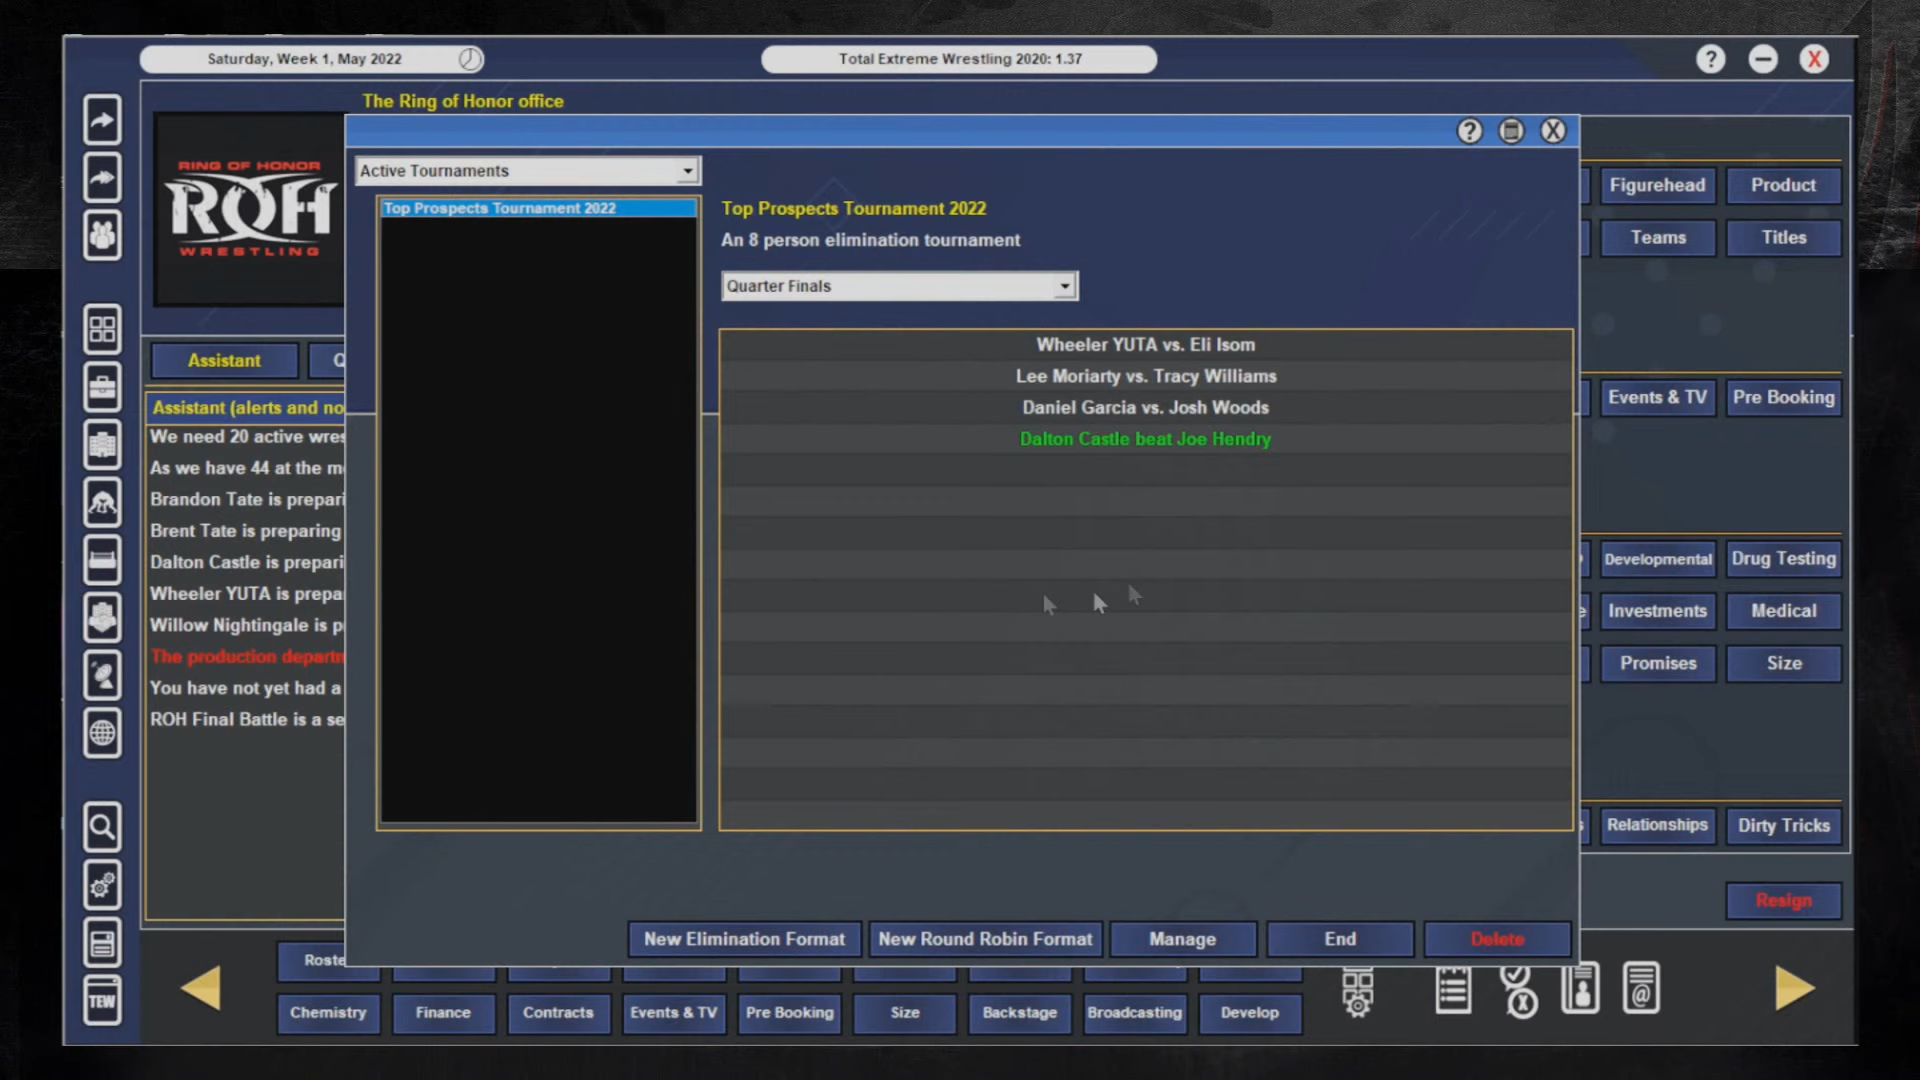 Saturday, Week 1, May 2022
Total Extreme Wrestling 2020: 1.37
?
X
The Ring of Honor office
RING OF HONOR
ROH
WRESTLING
?
X
Active Tournaments
Top Prospects Tournament 2022
Top Prospects Tournament 2022
An 8 person elimination tournament
Quarter Finals
Wheeler YUTA vs. Eli Isom
Lee Moriarty vs. Tracy Williams
Daniel Garcia vs. Josh Woods
Dalton Castle beat Joe Hendry
Figurehead
Product
Teams
Titles
Assistant
Q
Assistant (alerts and no
We need 20 active wres
As we have 44 at the m
Brandon Tate is prepari
Brent Tate is preparing
Dalton Castle is prepari
Wheeler YUTA is prepa
Willow Nightingale is p
The production departm
You have not yet had a
ROH Final Battle is a se
Events & TV
Pre Booking
Developmental
Drug Testing
e
Investments
Medical
Promises
Size
s
Relationships
Dirty Tricks
Resign
New Elimination Format
New Round Robin Format
Manage
End
Delete
Roste
Chemistry
Finance
Contracts
Events & TV
Pre Booking
Size
Backstage
Broadcasting
Develop
TEW